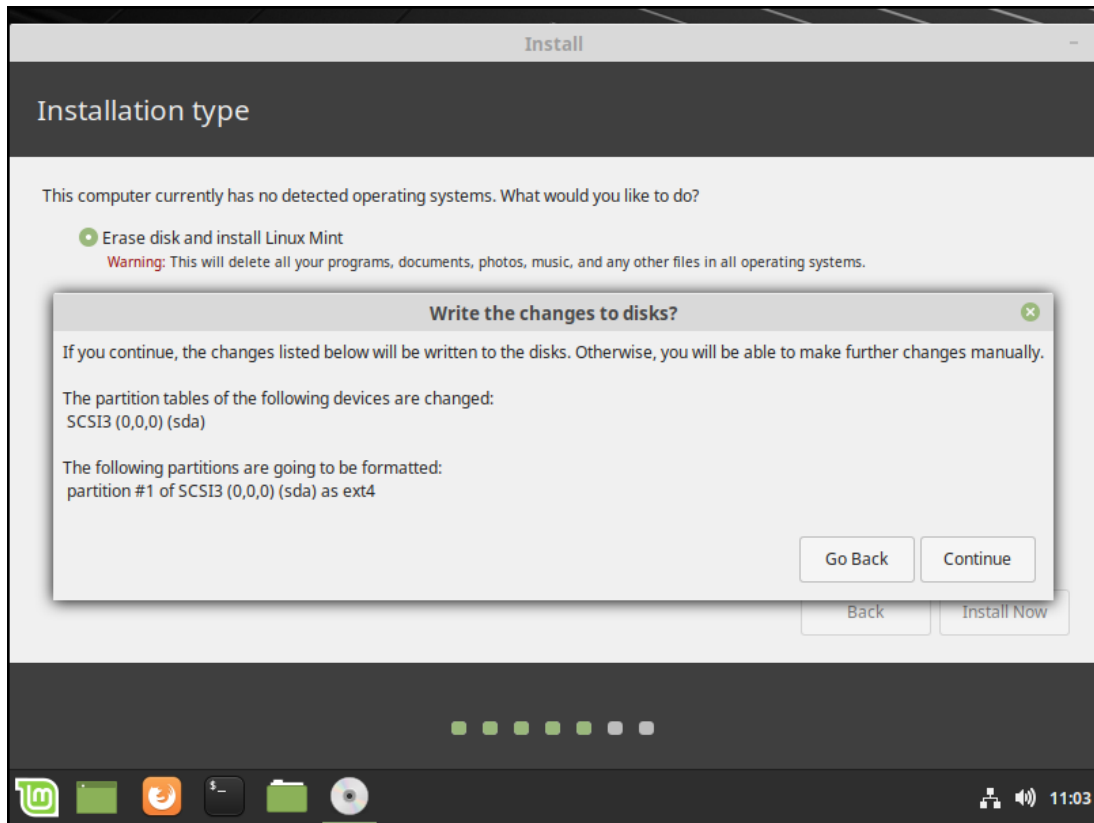 Install
Installation type
This computer currently has no detected operating systems. What would you like to do?
Erase disk and install Linux Mint
Warning: This will delete all your programs, documents, photos, music, and any other files in all operating systems.
Write the changes to disks?
If you continue, the changes listed below will be written to the disks. Otherwise, you will be able to make further changes manually.
The partition tables of the following devices are changed:
SCSI3 (0,0,0) (sda)
The following partitions are going to be formatted:
partition #1 of SCSI3 (0,0,0) (sda) as ext4
Go Back Continue
Back Install Now
$_
11:03